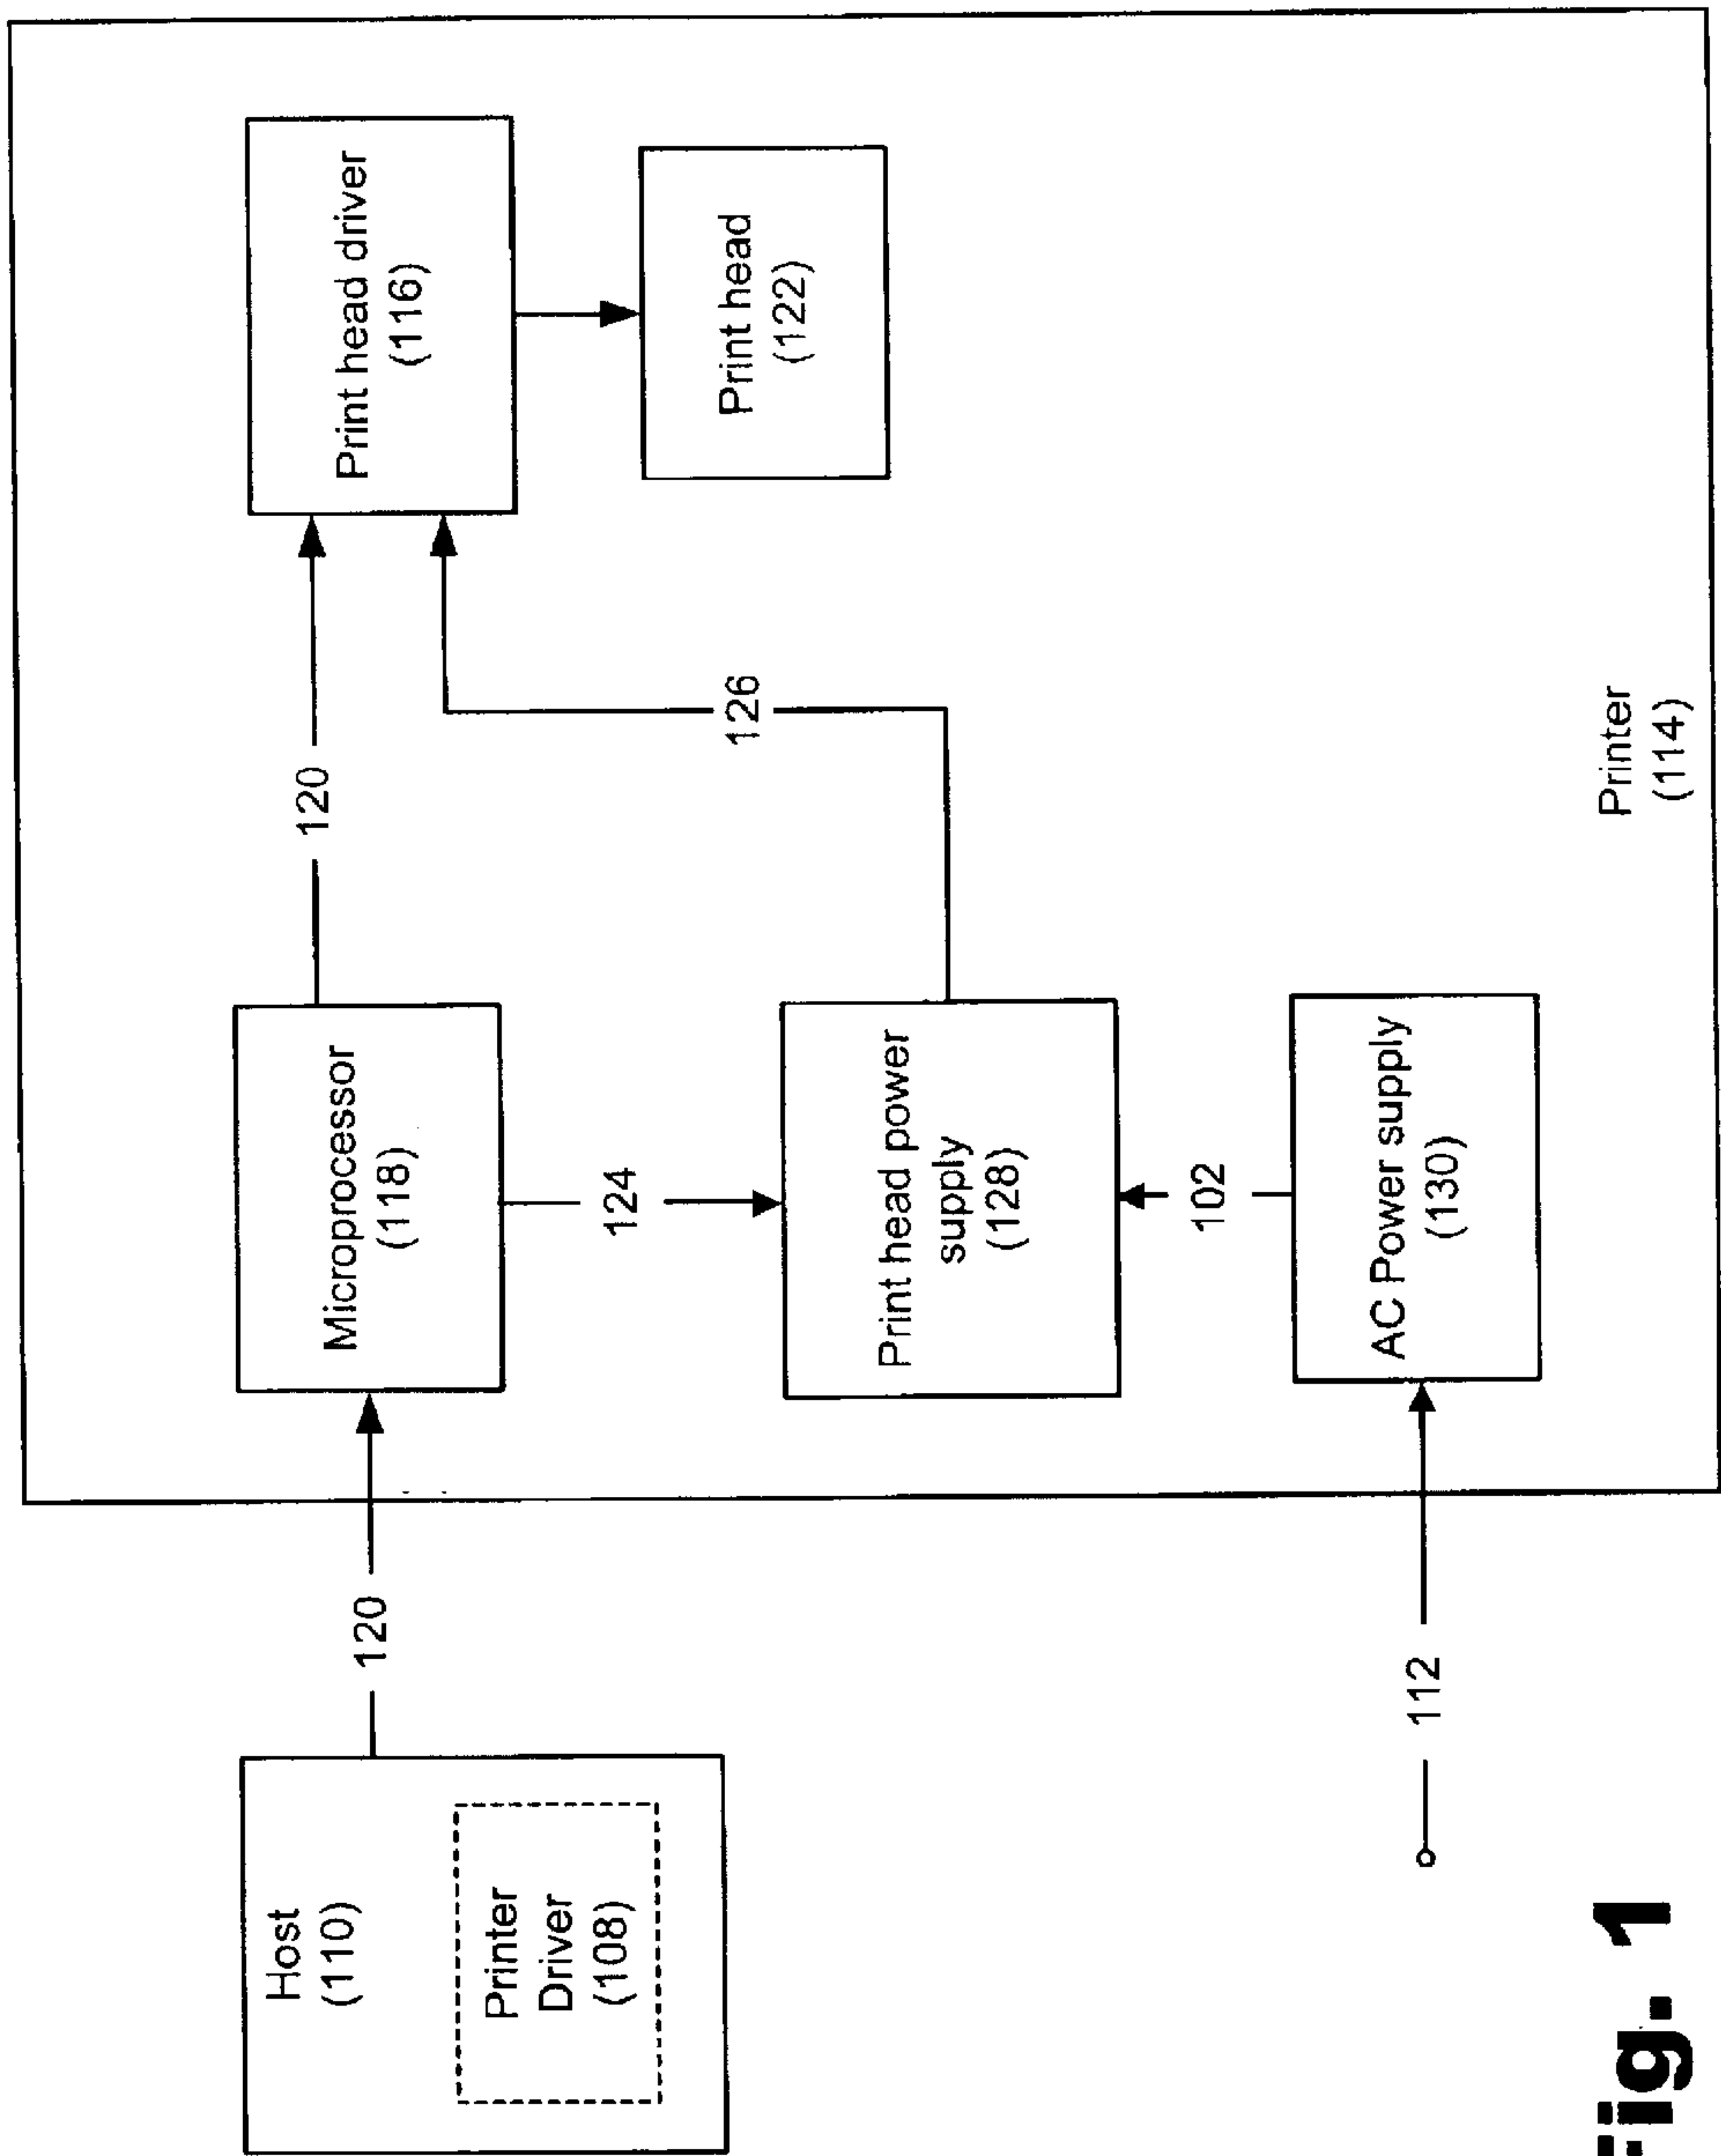 Host
(110)
Printer
Driver
(108)
120
Microprocessor
(118)
120
Print head driver
(116)
Print head
(122)
124
126
Print head power
supply
(128)
102
112
AC Power supply
(130)
Printer
(114)
Fig. 1